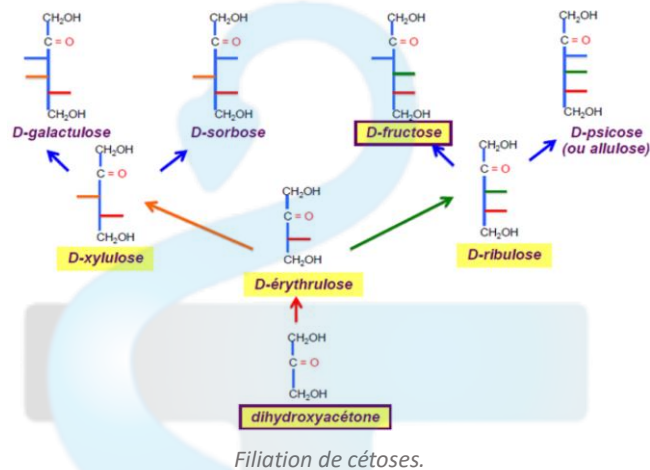 CH₂OH
C = O
CH₂OH
D-galactulose
CH₂OH
C = O
CH₂OH
D-sorbose
CH₂OH
C = O
CH₂OH
D-fructose
CH₂OH
C = O
CH₂OH
D-psicose
(ou allulose)
CH₂OH
C = O
CH₂OH
D-xylulose
CH₂OH
C = O
CH₂OH
D-érythrulose
CH₂OH
C = O
CH₂OH
D-ribulose
CH₂OH
C = O
CH₂OH
dihydroxyacétone
Filiation de cétoses.